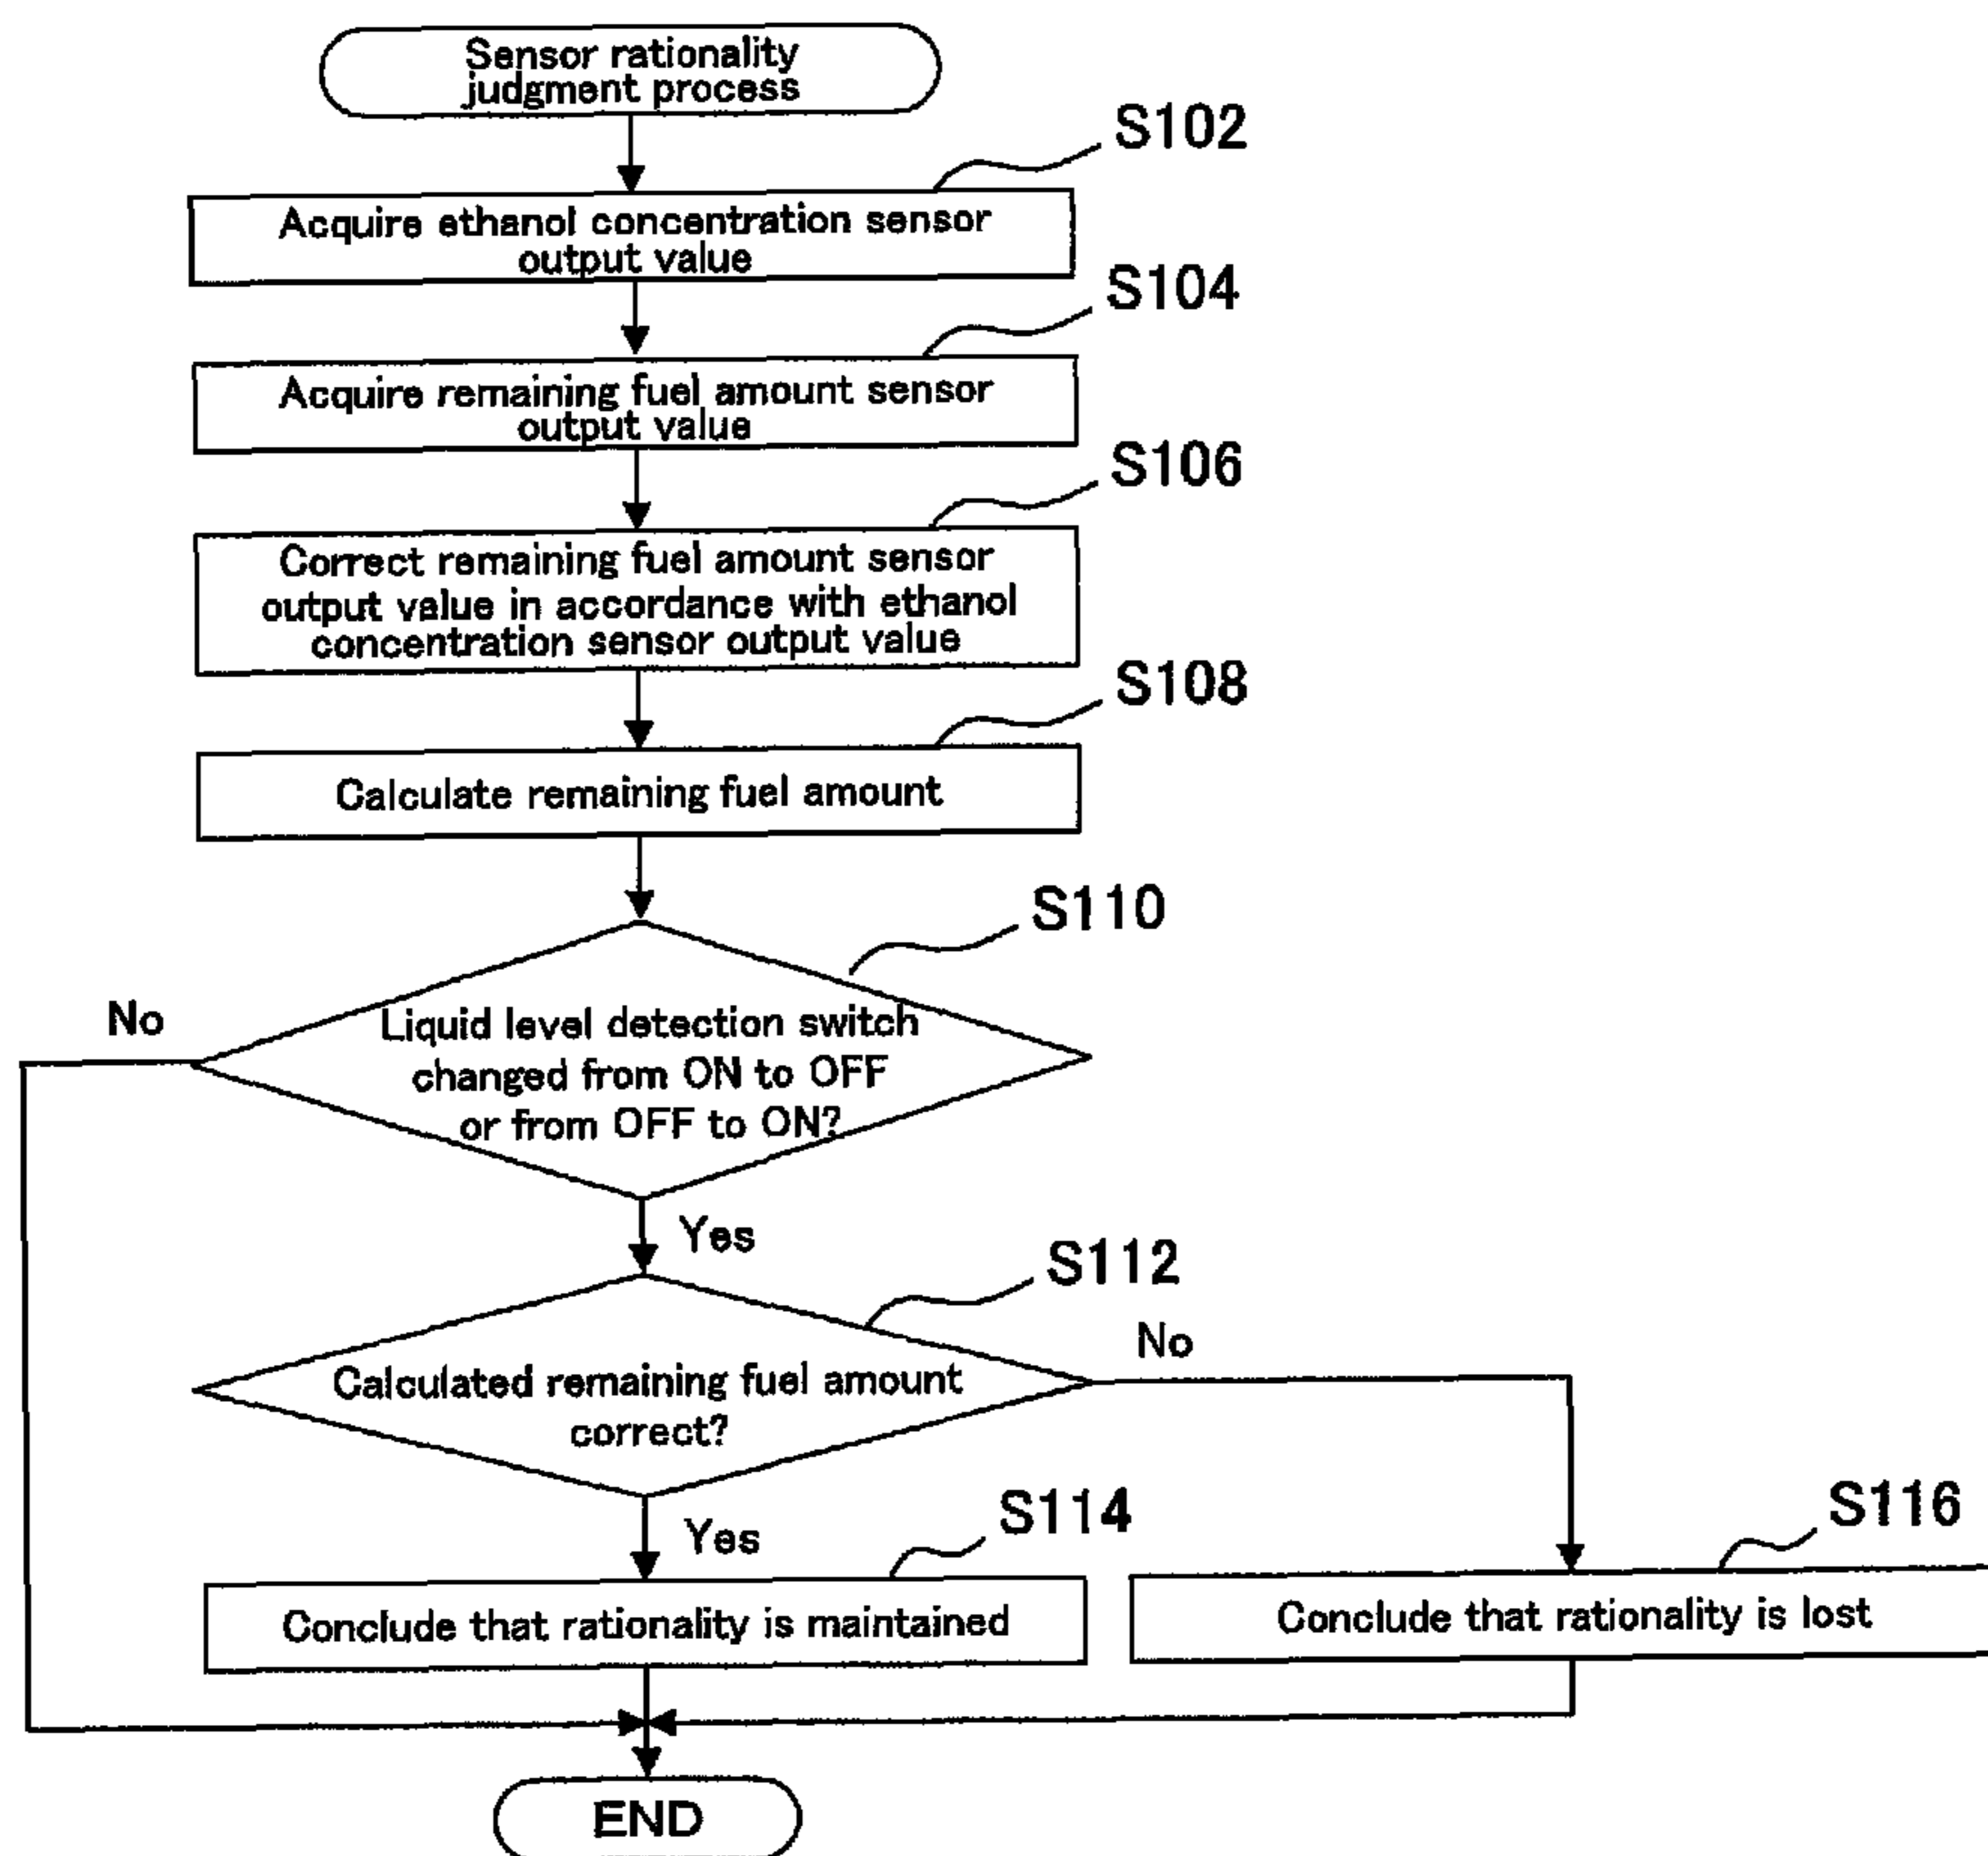 Sensor rationality
judgment process
S102
Acquire ethanol concentration sensor
output value
S104
Acquire remaining fuel amount sensor
output value
S106
Correct remaining fuel amount sensor
output value in accordance with ethanol
concentration sensor output value
S108
Calculate remaining fuel amount
S110
No
Liquid level detection switch
changed from ON to OFF
or from OFF to ON?
Yes
S112
No
Calculated remaining fuel amount
correct?
Yes
S114
S116
Conclude that rationality is maintained
Conclude that rationality is lost
END